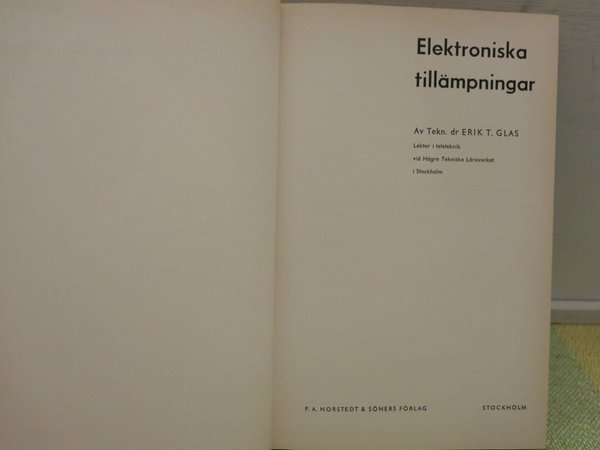 Elektroniska
tillämpningar
Av Tekn. dr ERIK T. GLAS
Lektor i teleteknik
vid Högre Tekniska Läroverket
i Stockholm
P. A. NORSTEDT & SÖNERS FÖRLAG STOCKHOLM